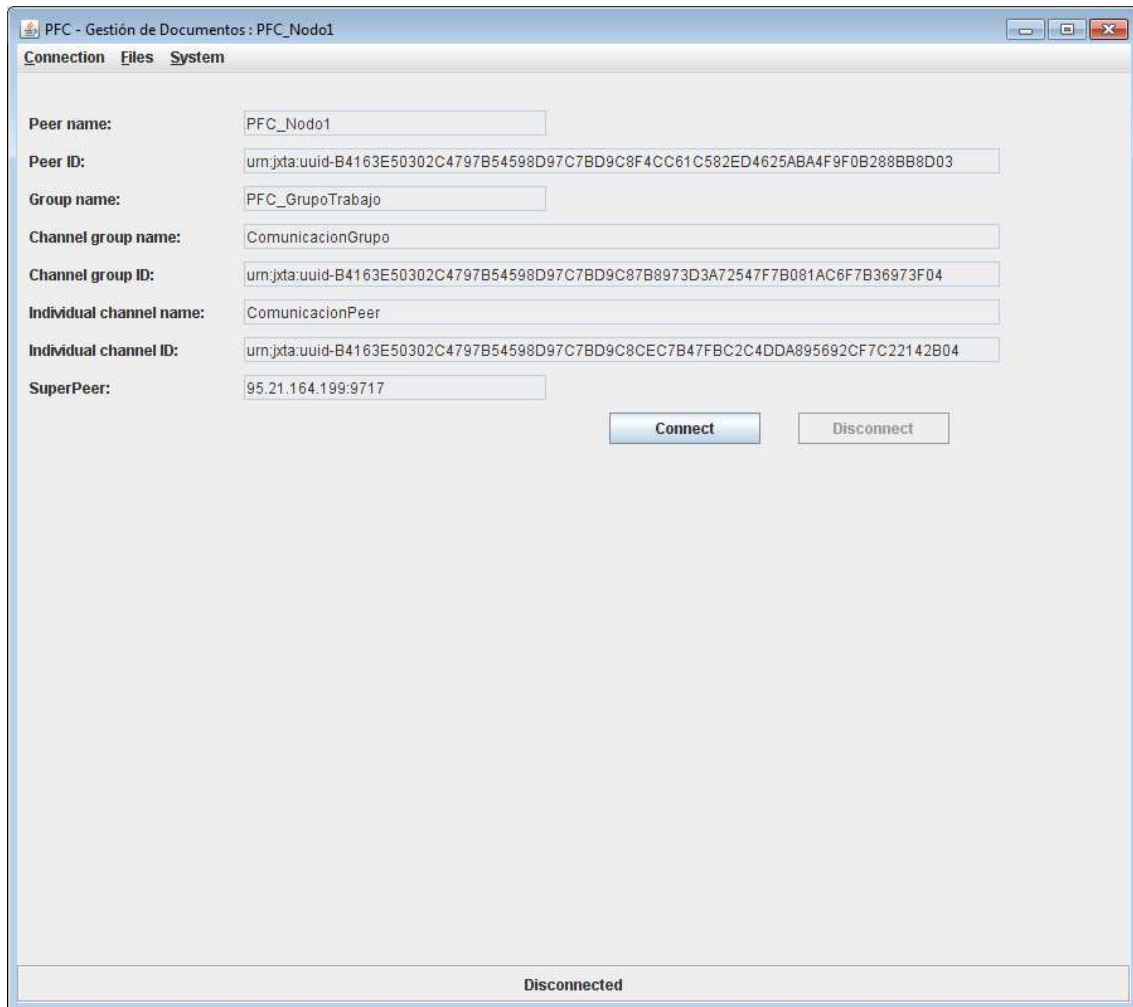 PFC - Gestión de Documentos : PFC_Nodo1
Connection Files System
Peer name: PFC_Nodo1
Peer ID: urn:jxta:uuid-B4163E50302C4797B54598D97C7BD9C8F4CC61C582ED4625ABA4F9F0B288BB8D03
Group name: PFC_GrupoTrabajo
Channel group name: ComunicacionGrupo
Channel group ID: urn:jxta:uuid-B4163E50302C4797B54598D97C7BD9C87B8973D3A72547F7B081AC6F7B36973F04
Individual channel name: ComunicacionPeer
Individual channel ID: urn:jxta:uuid-B4163E50302C4797B54598D97C7BD9C8CEC7B47FBC2C4DDA895692CF7C22142B04
SuperPeer: 95.21.164.199:9717
Connect Disconnect
Disconnected